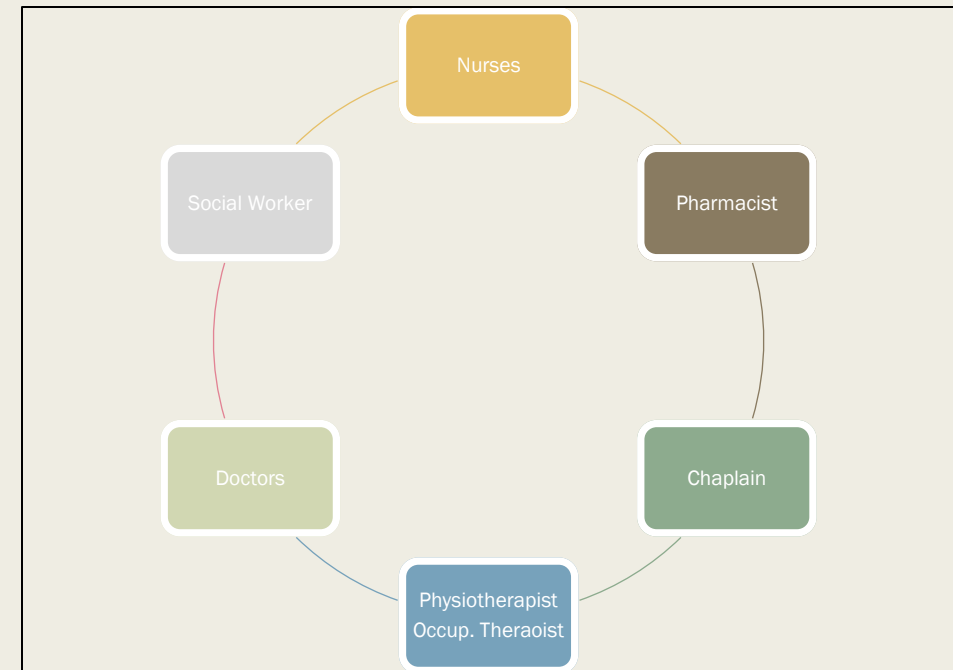 Nurses
Social Worker
Pharmacist
Doctors
Chaplain
Physiotherapist
Occup. Theraoist